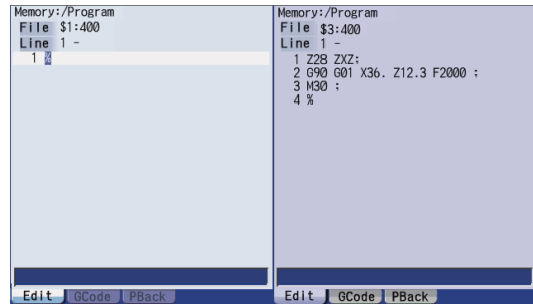 Memory:/Program
File $1:400
Line 1 -
1 %
Edit GCode PBack
Memory:/Program
File $3:400
Line 1 -
1 Z28 ZXZ;
2 G90 G01 X36. Z12.3 F2000 ;
3 M30 ;
4 %
Edit GCode PBack